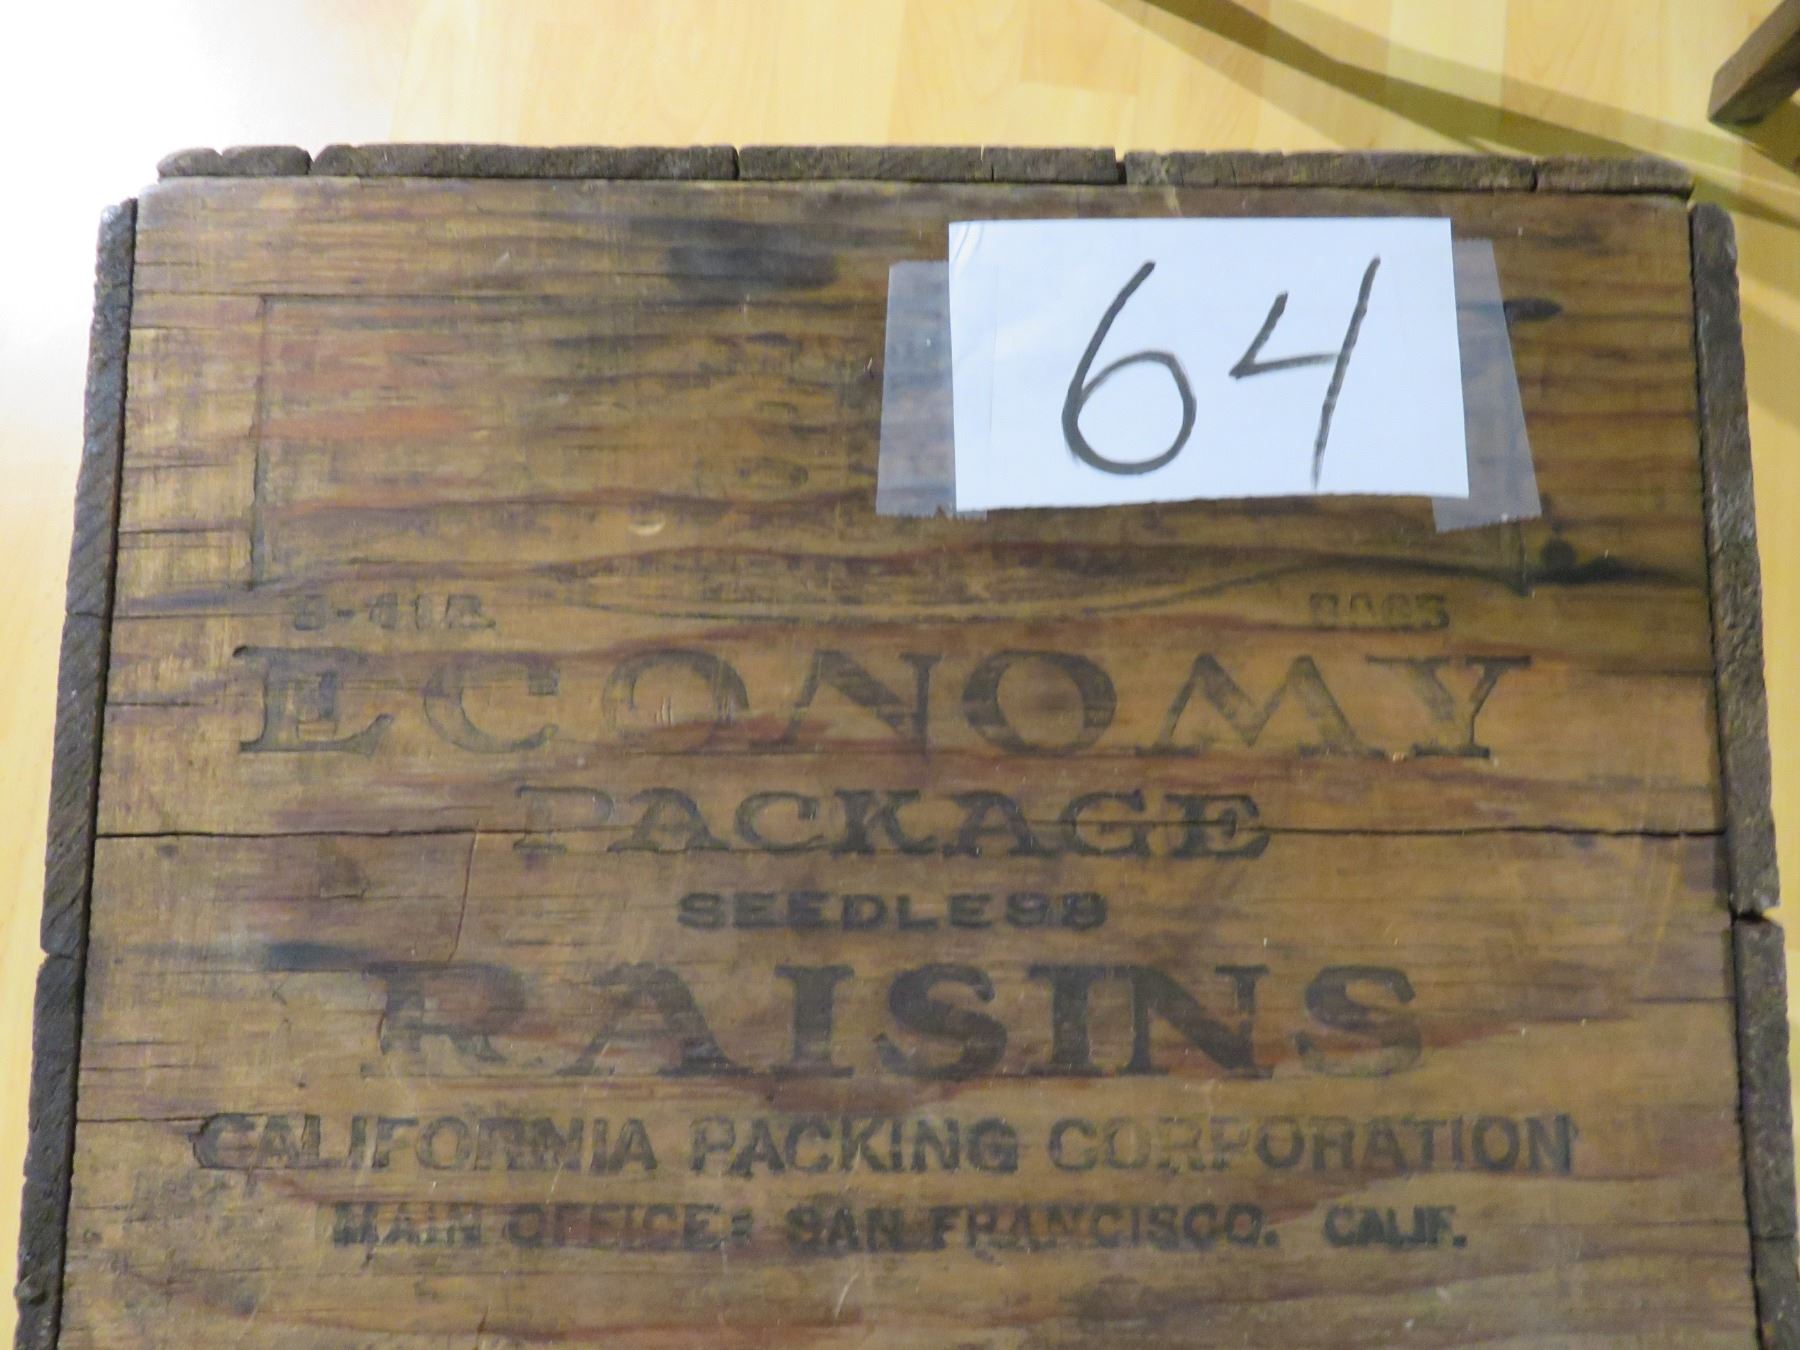 64
ECONOMY
PACKAGE
SEEDLESS
RAISINS
CALIFORNIA PACKING CORPORATION
MAIN OFFICE: SAN FRANCISCO. CALIF.